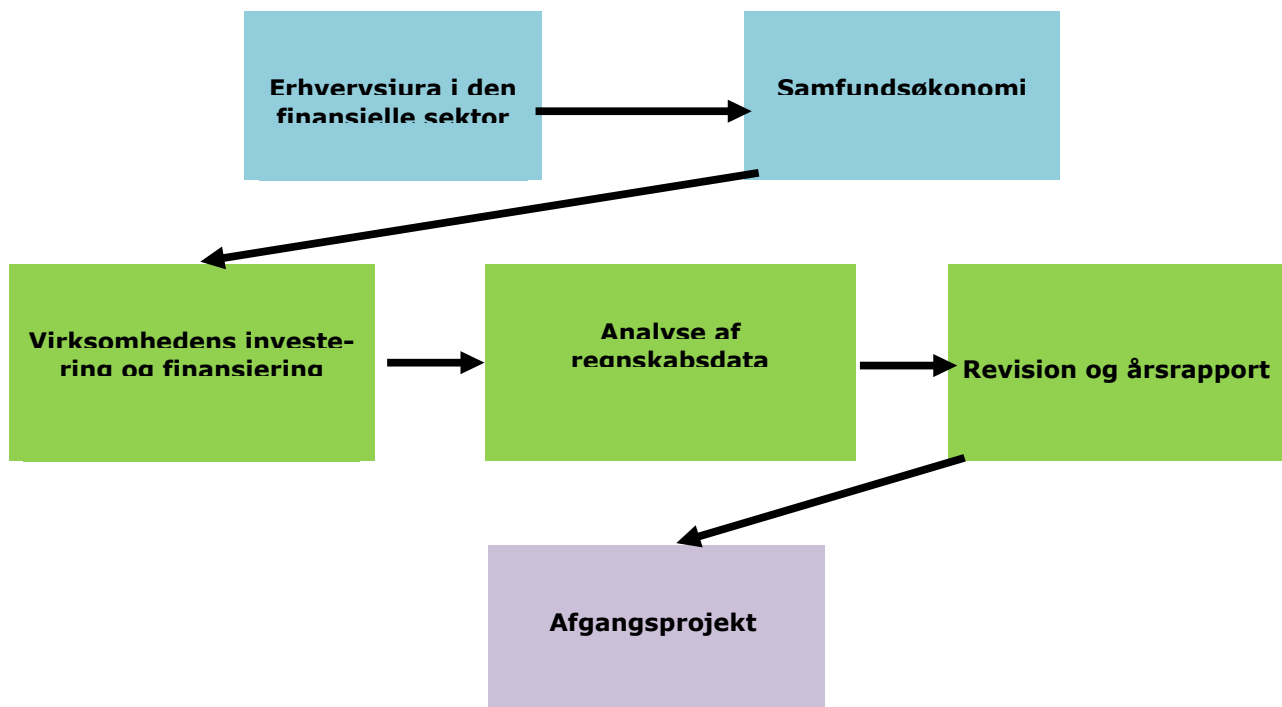 Erhvervsjura i den
finansielle sektor
Samfundsøkonomi
Virksomhedens investe-
ring og finansiering
Analyse af
regnskabsdata
Revision og årsrapport
Afgangsprojekt